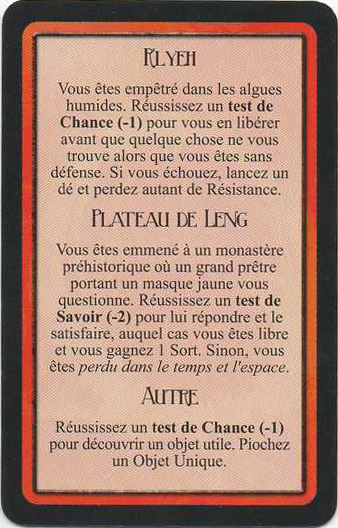 R'LYEH
Vous êtes empêtré dans les algues
humides. Réussissez un test de
Chance (-1) pour vous en libérer
avant que quelque chose ne vous
trouve alors que vous êtes sans
défense. Si vous échouez, lancez un
dé et perdez autant de Résistance.
PLATEAU DE LENG
Vous êtes emmené à un monastère
préhistorique où un grand prêtre
portant un masque jaune vous
questionne. Réussissez un test de
Savoir (-2) pour lui répondre et le
satisfaire, auquel cas vous êtes libre
et vous gagnez 1 Sort. Sinon, vous
êtes perdu dans le temps et l'espace.
AUTRE
Réussissez un test de Chance (-1)
pour découvrir un objet utile. Piochez
un Objet Unique.